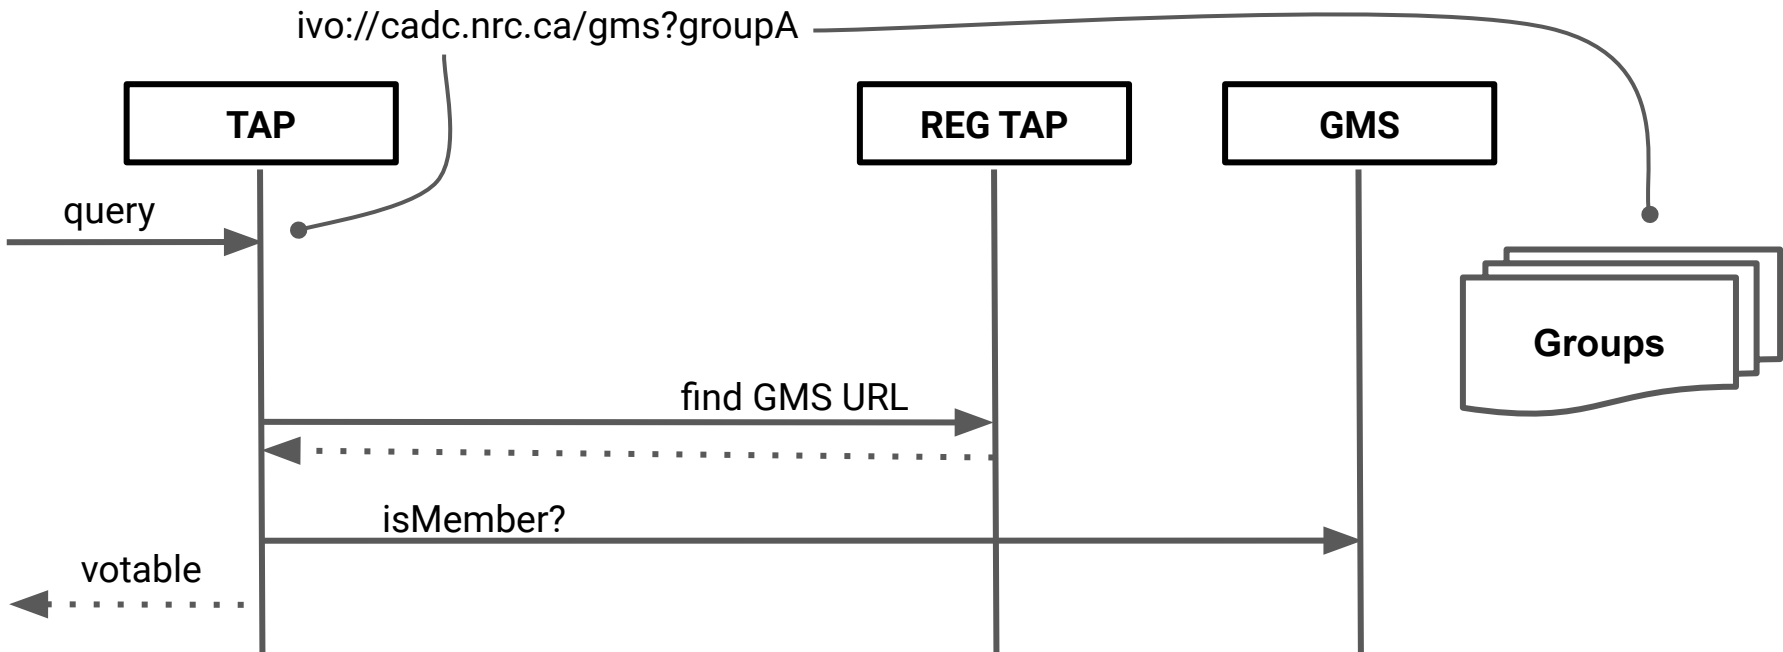 ivo://cadc.nrc.ca/gms?groupA
TAP
REG TAP
GMS
query
Groups
find GMS URL
isMember?
votable